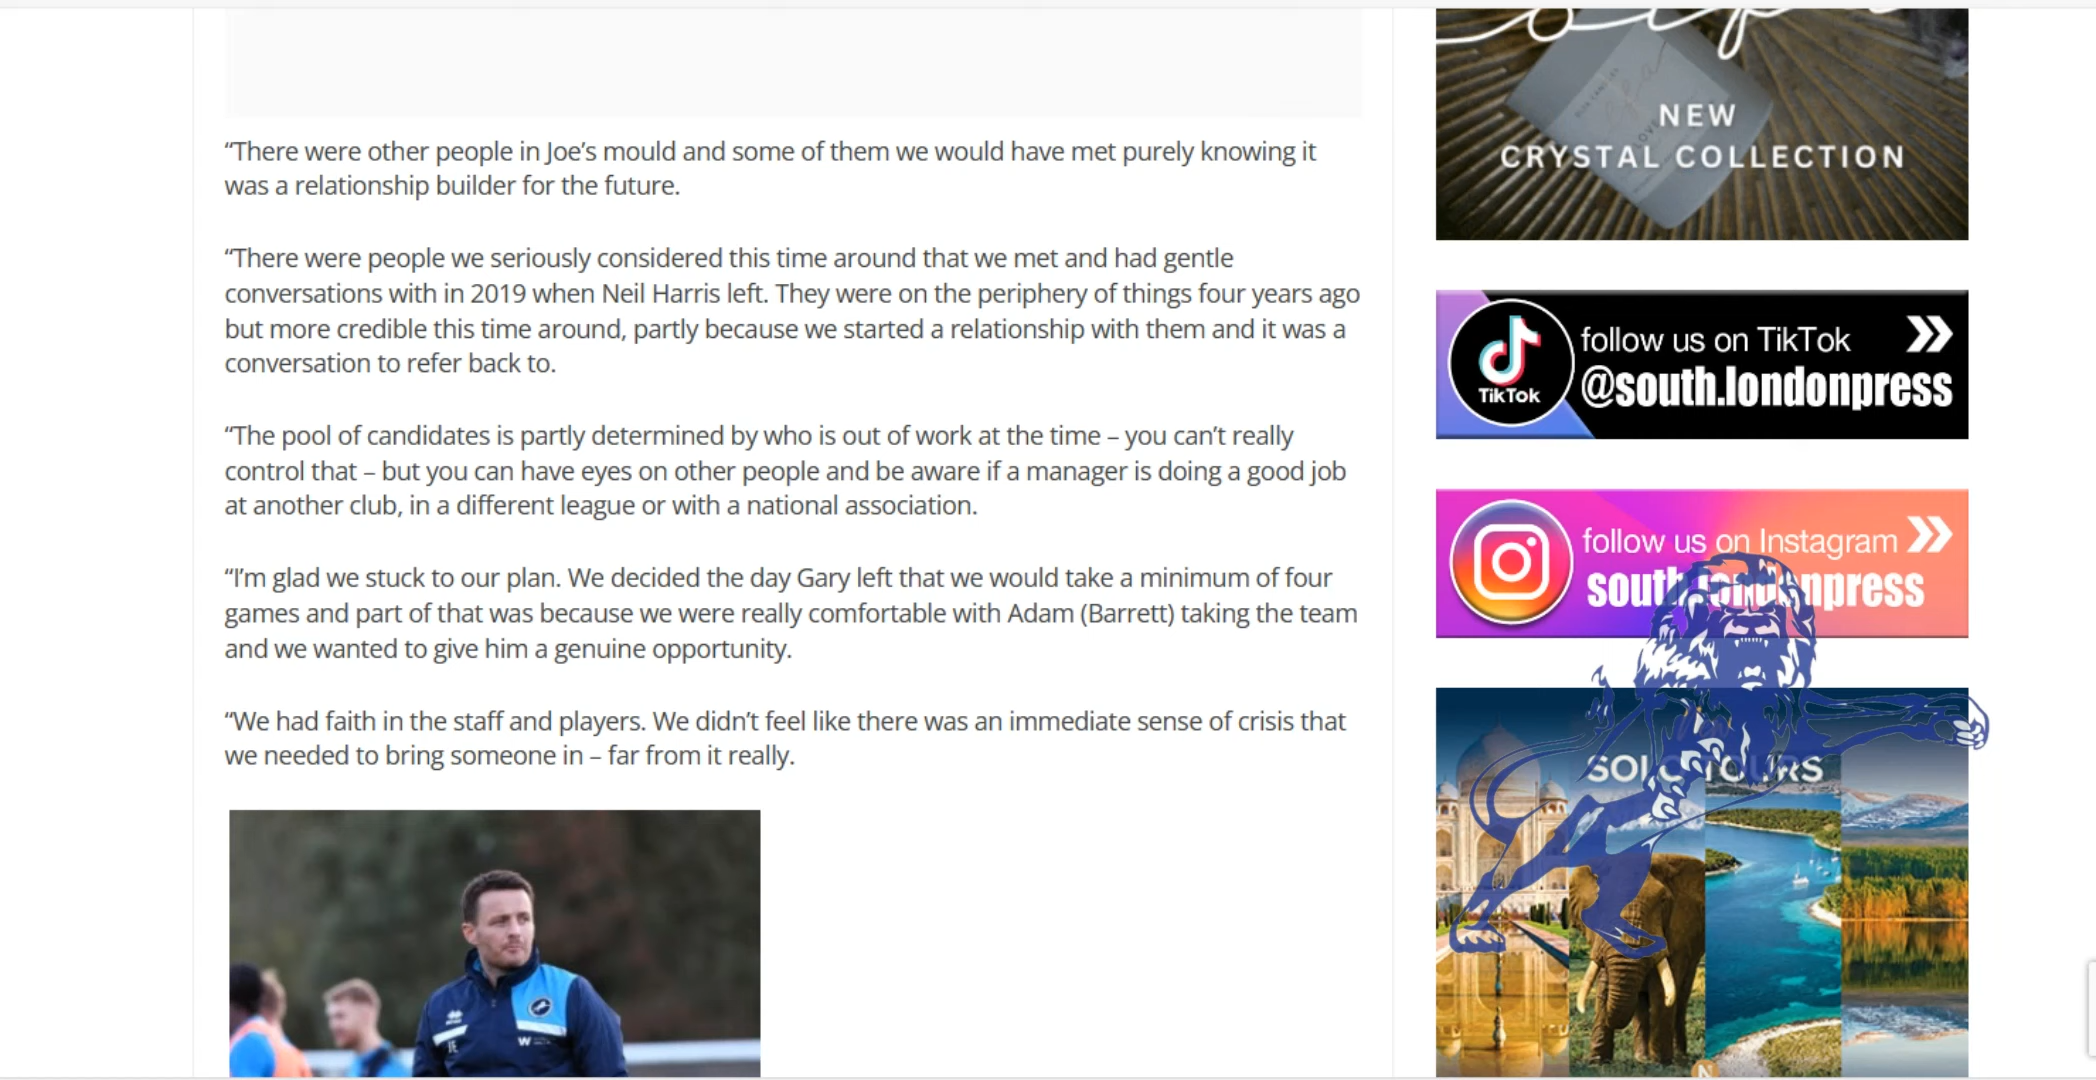 “There were other people in Joe’s mould and some of them we would have met purely knowing it
was a relationship builder for the future.
“There were people we seriously considered this time around that we met and had gentle
conversations with in 2019 when Neil Harris left. They were on the periphery of things four years ago
but more credible this time around, partly because we started a relationship with them and it was a
conversation to refer back to.
“The pool of candidates is partly determined by who is out of work at the time – you can’t really
control that – but you can have eyes on other people and be aware if a manager is doing a good job
at another club, in a different league or with a national association.
“I’m glad we stuck to our plan. We decided the day Gary left that we would take a minimum of four
games and part of that was because we were really comfortable with Adam (Barrett) taking the team
and we wanted to give him a genuine opportunity.
“We had faith in the staff and players. We didn’t feel like there was an immediate sense of crisis that
we needed to bring someone in – far from it really.
JE
W
NEW
CRYSTAL COLLECTION
follow us on TikTok
TikTok
@south.londonpress
follow us on Instagram
south.londonpress
SOLO TOURS
N